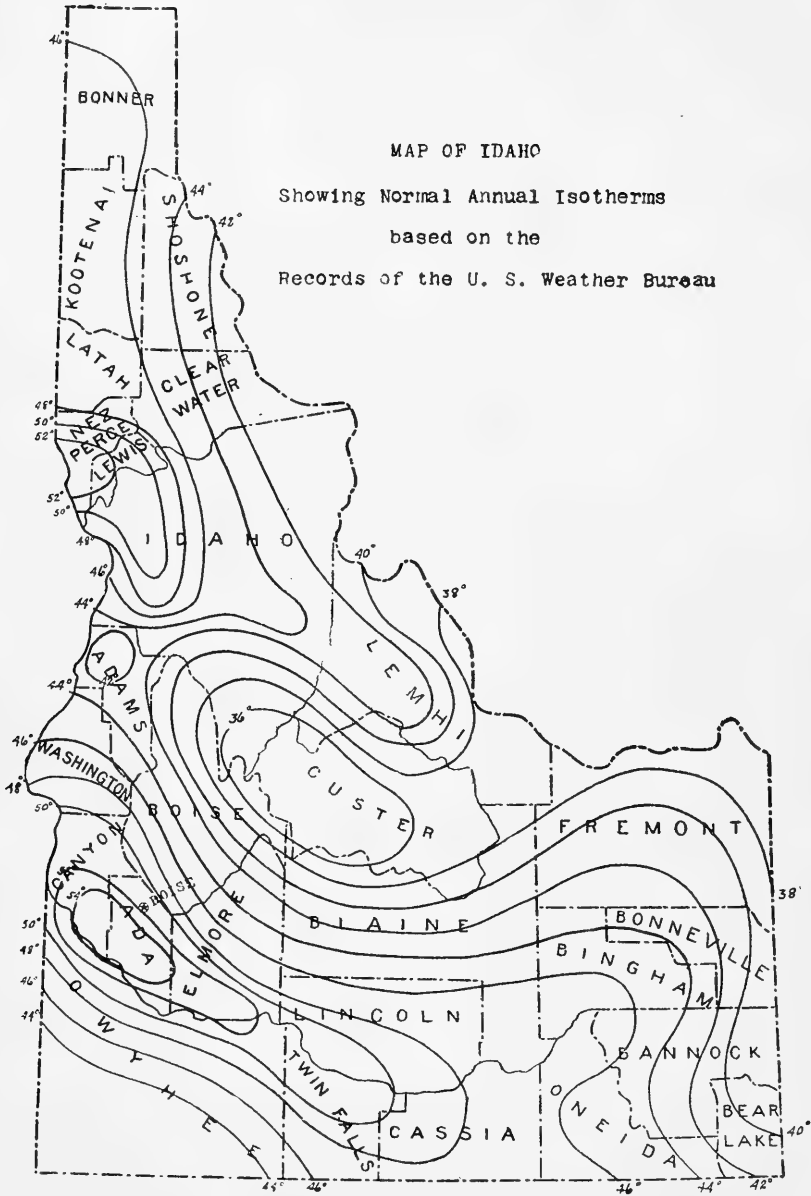 MAP OF IDAHO
Showing Normal Annual Isotherms
based on the
Records of the U. S. Weather Bureau
46°
BONNER
44°
42°
KOOTENAI
SHOSHONE
LATAH
CLEAR
WATER
48°
50°
52°
NEZ
PERCE
LEWIS
52°
50°
48°
IDAHO
46°
40°
38°
44°
LEMHI
ADAMS
42°
44°
36°
46°
WASHINGTON
48°
CUSTER
50°
BOISE
FREMONT
CANYON
38°
BOISE
ADA
50°
BLAINE
BONNEVILLE
48°
ELMORE
BINGHAM
46°
44°
OWYHEE
LINCOLN
BANNOCK
TWIN FALLS
ONEIDA
BEAR
LAKE
CASSIA
40°
44°
46°
46°
44°
42°